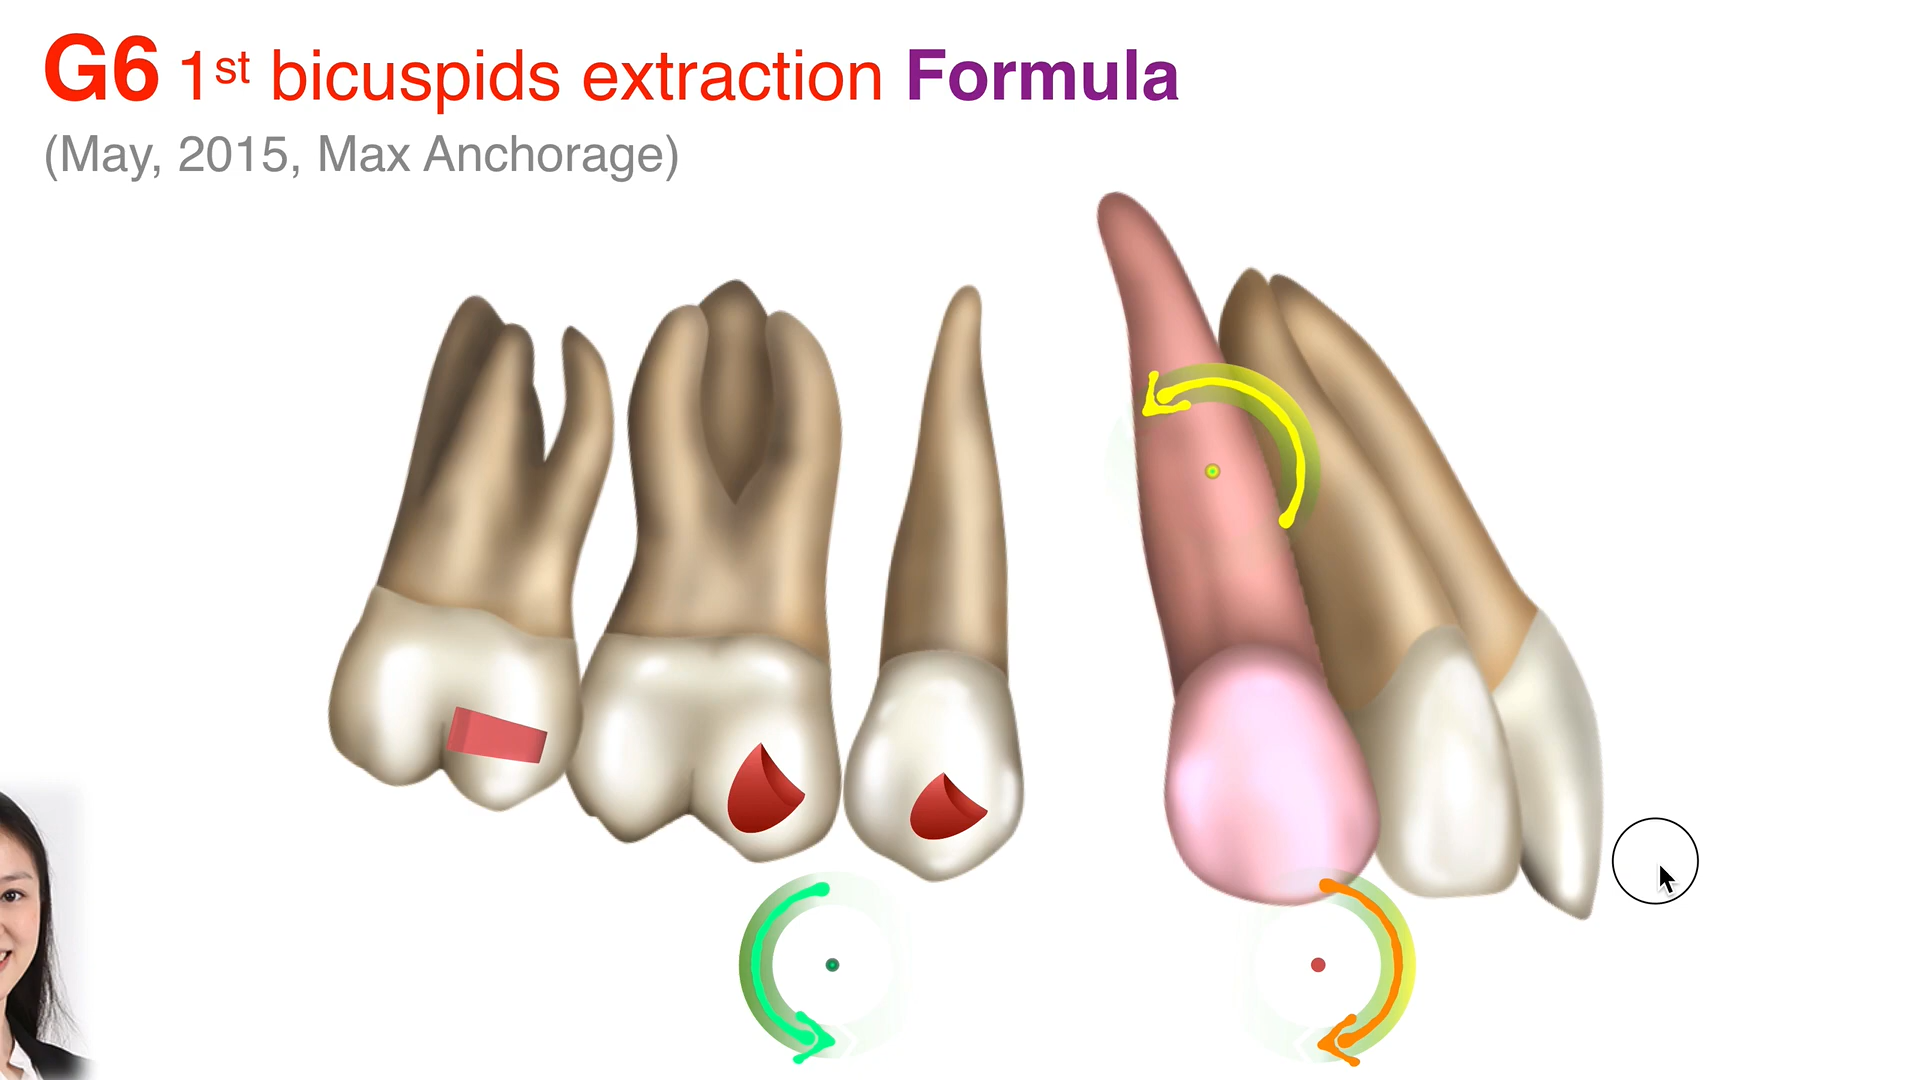 G6 1st bicuspids extraction Formula
(May, 2015, Max Anchorage)